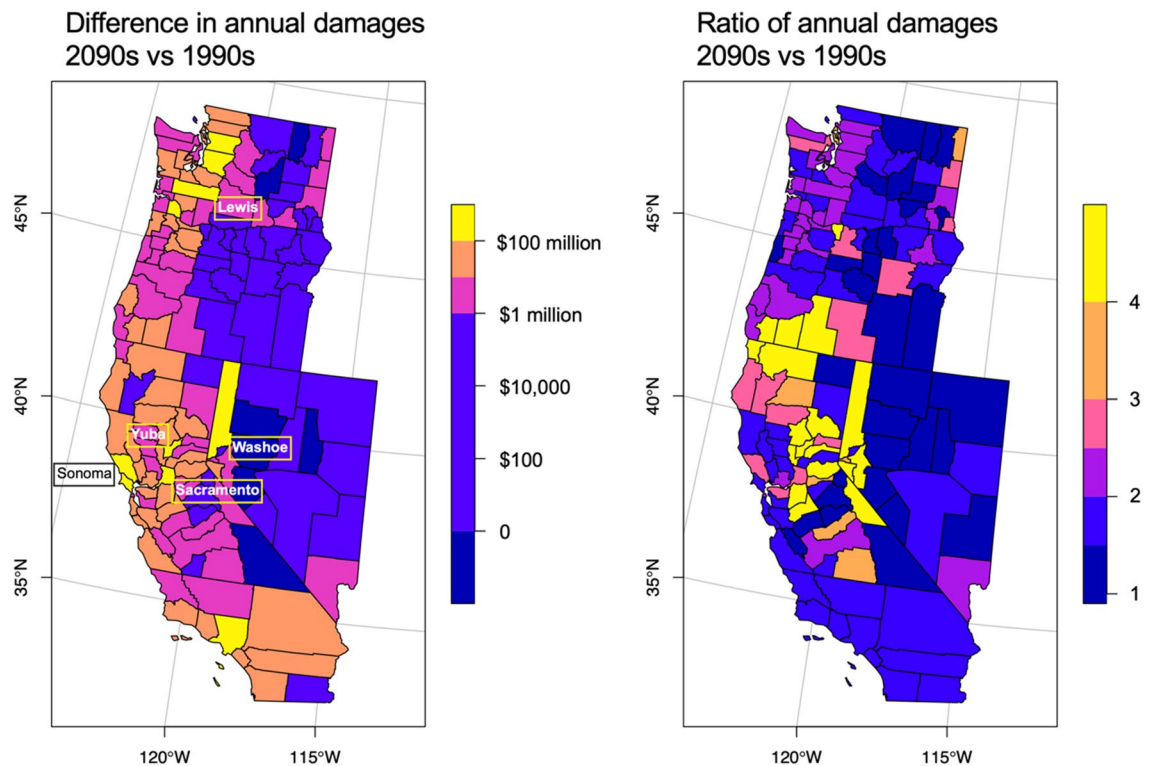 Difference in annual damages
2090s vs 1990s
45°N
40°N
35°N
120°W
115°W
Lewis
Yuba
Washoe
Sonoma
Sacramento
$100 million
$1 million
$10,000
$100
0
Ratio of annual damages
2090s vs 1990s
45°N
40°N
35°N
120°W
115°W
4
3
2
1